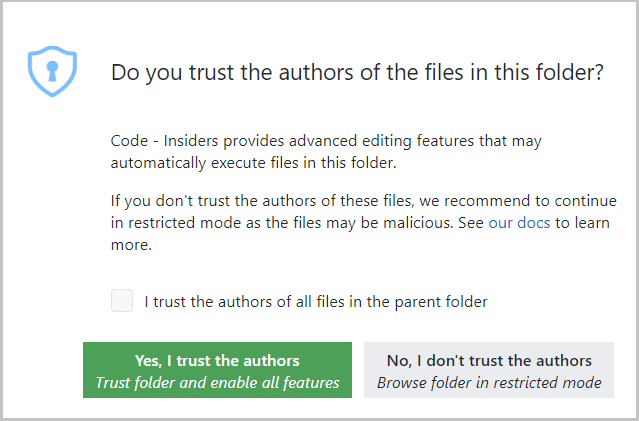 Do you trust the authors of the files in this folder?
Code - Insiders provides advanced editing features that may
automatically execute files in this folder.
If you don't trust the authors of these files, we recommend to continue
in restricted mode as the files may be malicious. See our docs to learn
more.
I trust the authors of all files in the parent folder
Yes, I trust the authors
Trust folder and enable all features
No, I don't trust the authors
Browse folder in restricted mode